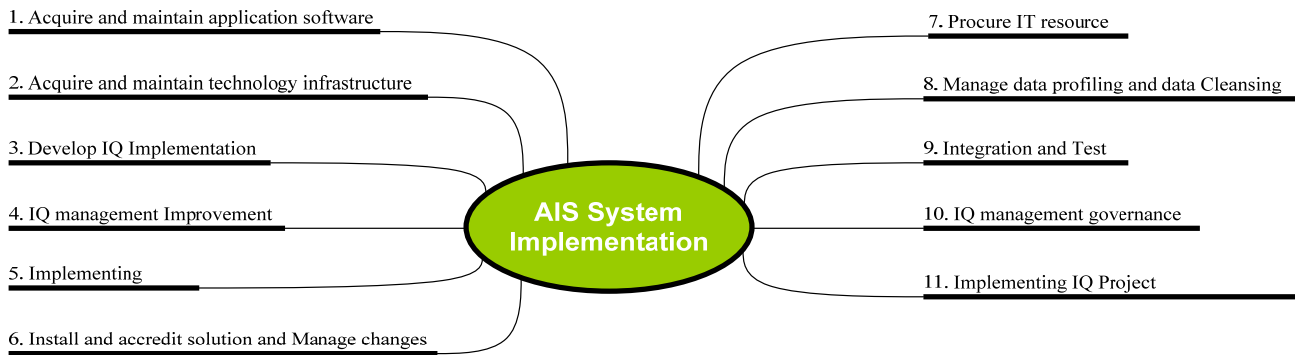 1. Acquire and maintain application software
2. Acquire and maintain technology infrastructure
3. Develop IQ Implementation
4. IQ management Improvement
5. Implementing
6. Install and accredit solution and Manage changes
AIS System
Implementation
7. Procure IT resource
8. Manage data profiling and data Cleansing
9. Integration and Test
10. IQ management governance
11. Implementing IQ Project